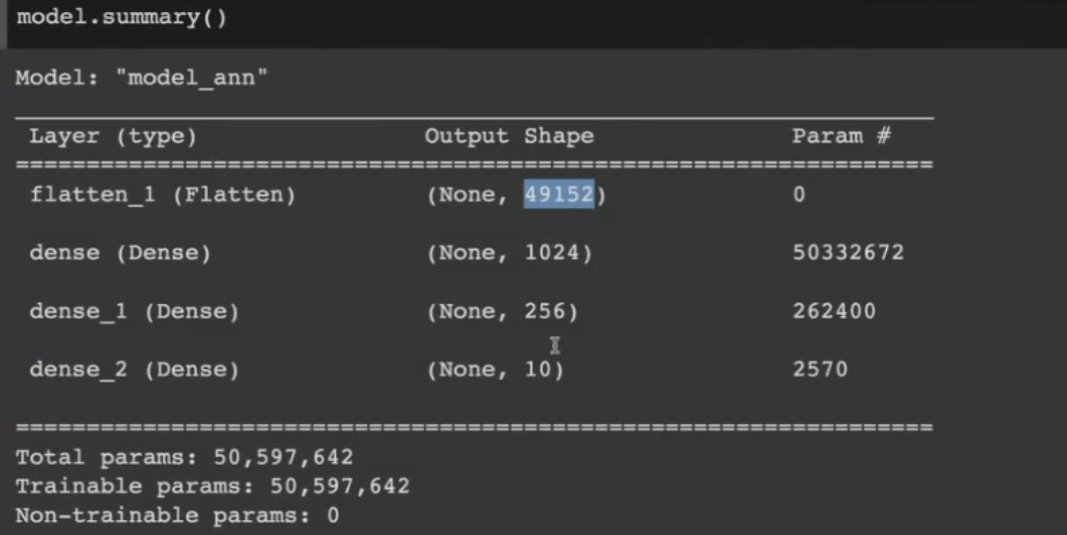 model.summary()
Model: "model_ann"
Layer (type) Output Shape Param #
=================================================================
flatten_1 (Flatten) (None, 49152) 0
dense (Dense) (None, 1024) 50332672
dense_1 (Dense) (None, 256) 262400
dense_2 (Dense) (None, 10) 2570
=================================================================
Total params: 50,597,642
Trainable params: 50,597,642
Non-trainable params: 0